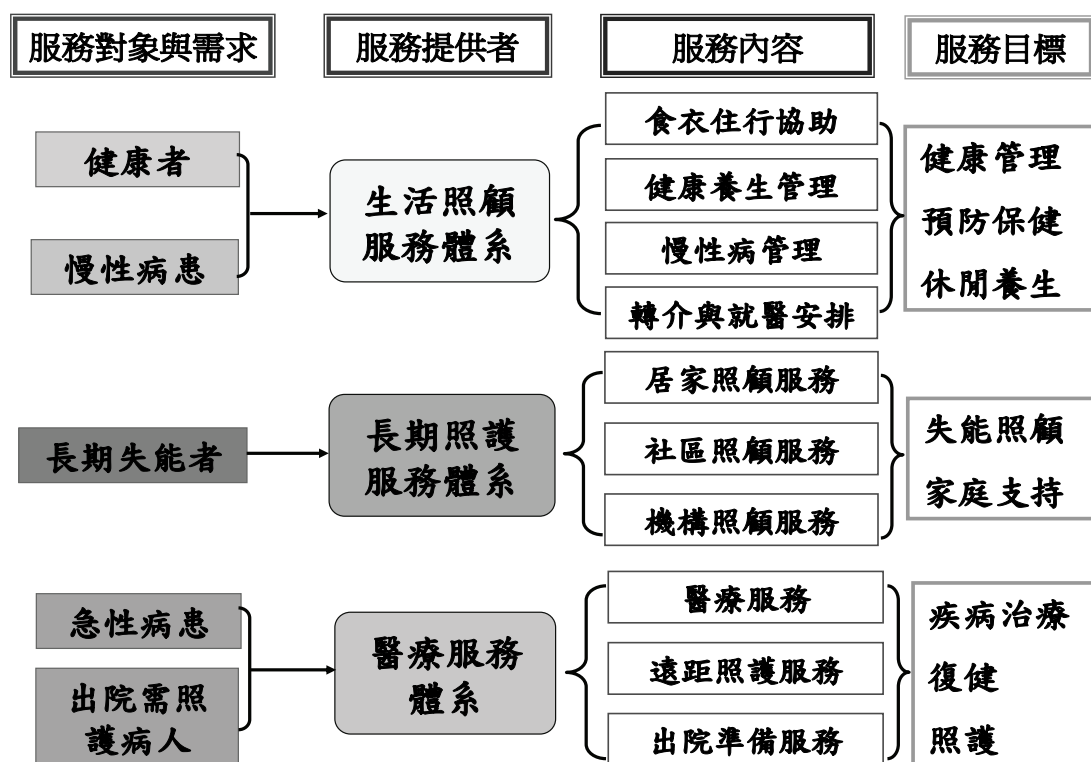 服務對象與需求
服務提供者
服務內容
服務目標
健康者
慢性病患
生活照顧
服務體系
食衣住行協助
健康養生管理
慢性病管理
轉介與就醫安排
健康管理
預防保健
休閒養生
長期失能者
長期照護
服務體系
居家照顧服務
社區照顧服務
機構照顧服務
失能照顧
家庭支持
急性病患
出院需照
護病人
醫療服務
體系
醫療服務
遠距照護服務
出院準備服務
疾病治療
復健
照護